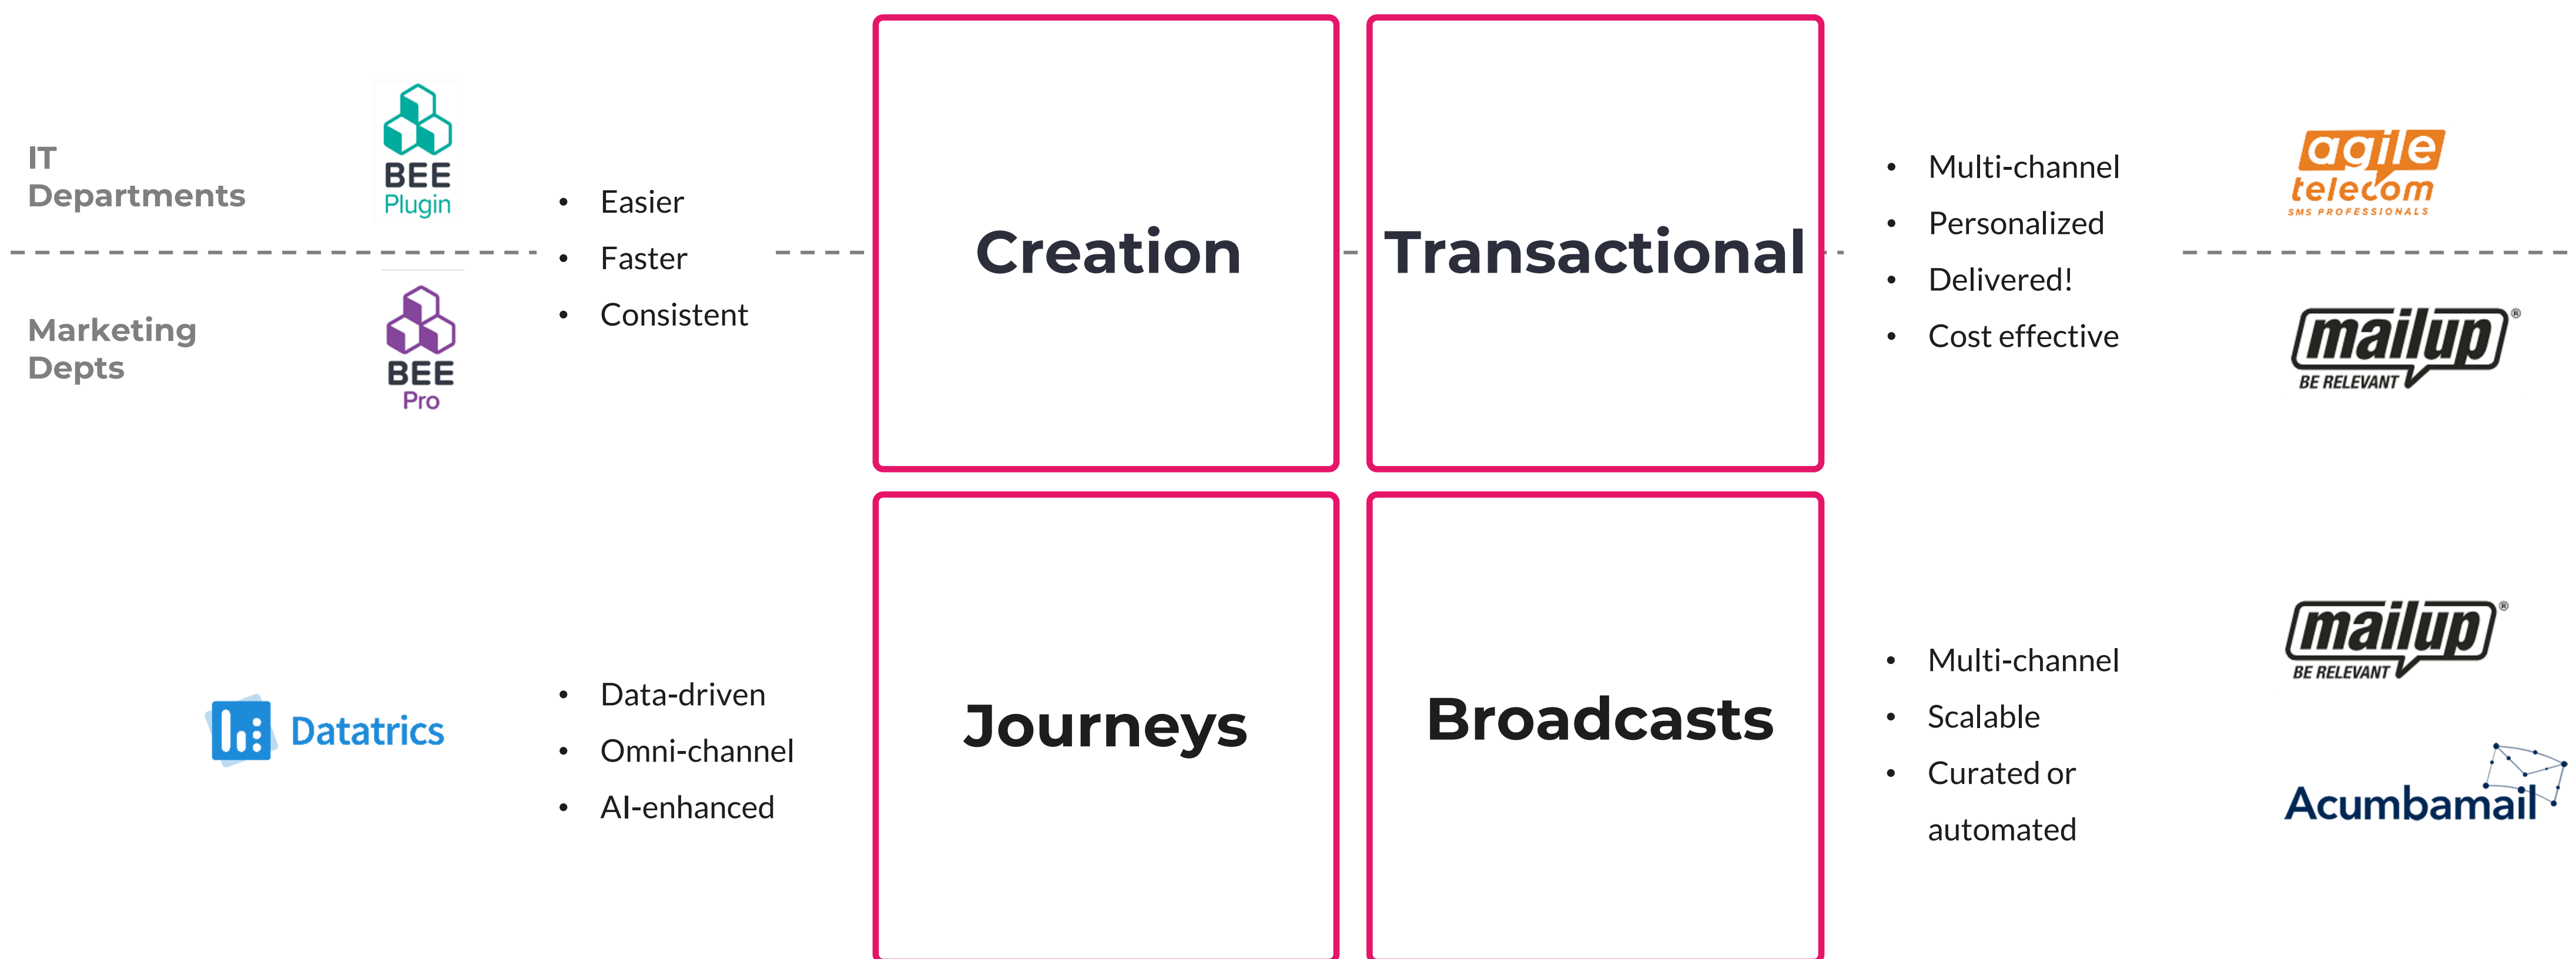 IT
Departments
BEE
Plugin
Marketing
Depts
BEE
Pro
• Easier
• Faster
• Consistent
Creation
Transactional
• Multi-channel
• Personalized
• Delivered!
• Cost effective
agile
telecom
SMS PROFESSIONALS
mailup®
BE RELEVANT
Datatrics
• Data-driven
• Omni-channel
• AI-enhanced
Journeys
Broadcasts
• Multi-channel
• Scalable
• Curated or
automated
mailup®
BE RELEVANT
Acumbamail